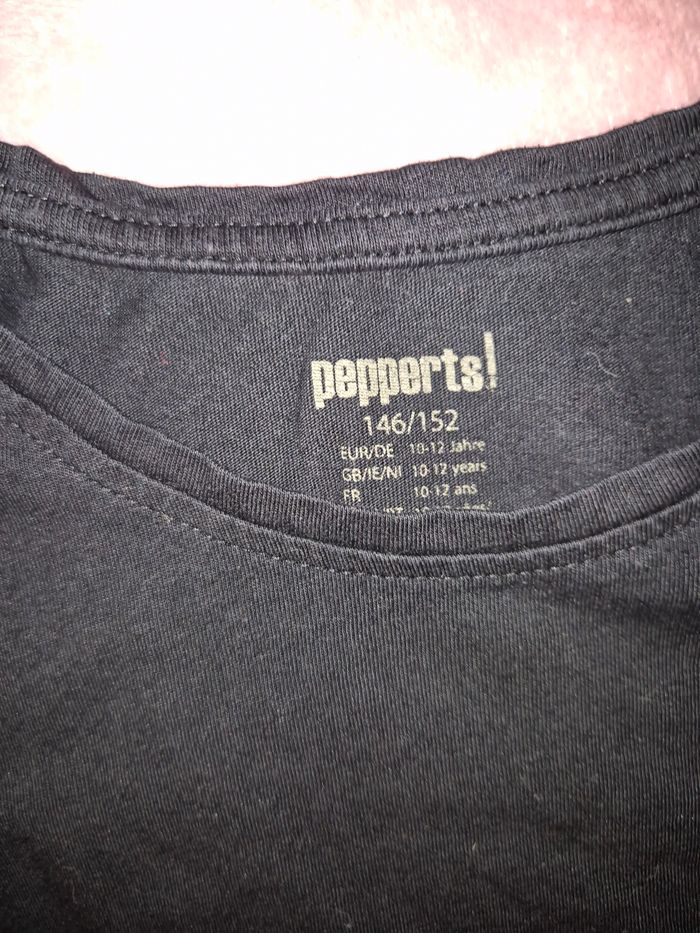 pepperts!
146/152
EUR/DE 10-12 Jahre
GB/IE/NI 10-12 years
FR 10-12 ans